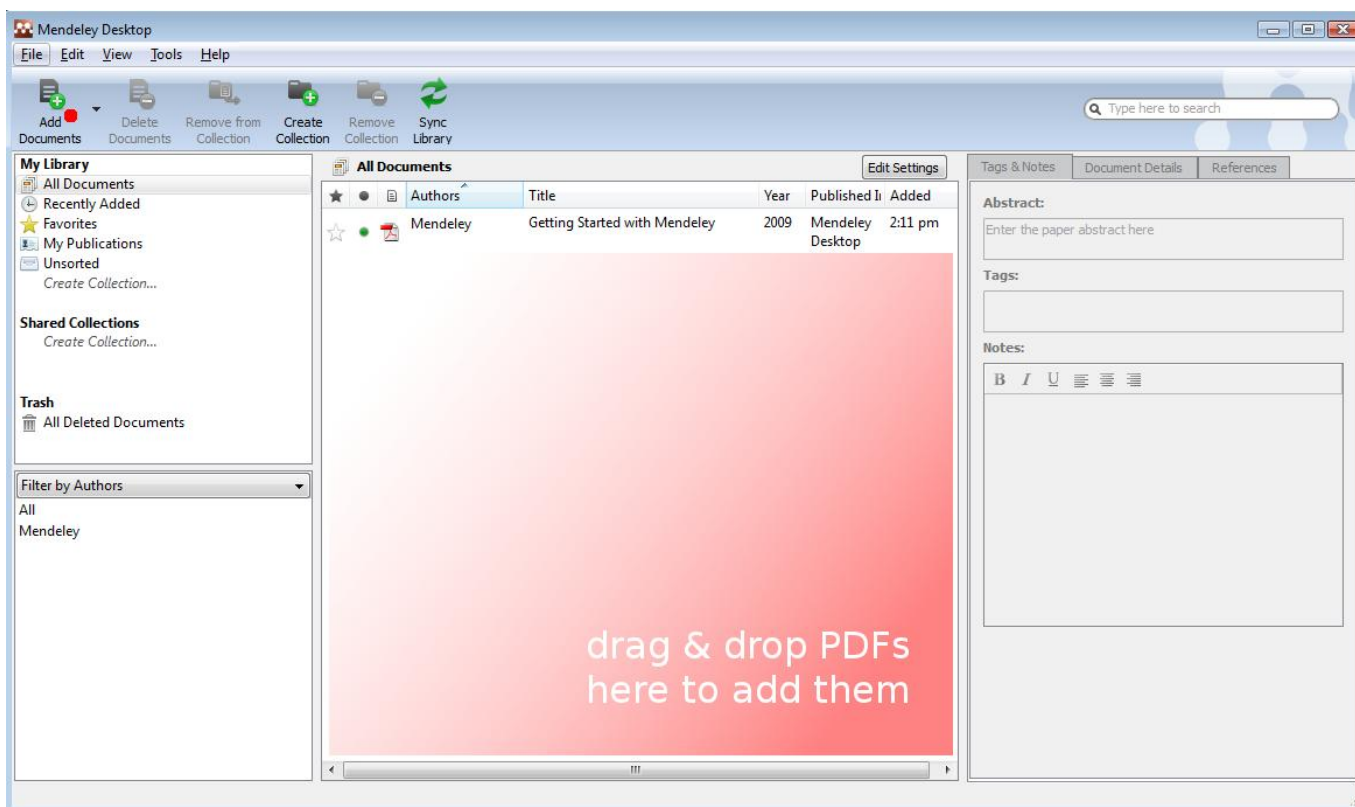 Mendeley Desktop
File Edit View Tools Help
Add Documents Delete Documents Remove from Collection Create Collection Remove Collection Sync Library
Type here to search
My Library
All Documents
Recently Added
Favorites
My Publications
Unsorted
Create Collection...
Shared Collections
Create Collection...
Trash
All Deleted Documents
Filter by Authors
All
Mendeley
All Documents Edit Settings
Authors Title Year Published In Added
Mendeley Getting Started with Mendeley 2009 Mendeley Desktop 2:11 pm
drag & drop PDFs
here to add them
Tags & Notes Document Details References
Abstract:
Enter the paper abstract here
Tags:
Notes:
B I U